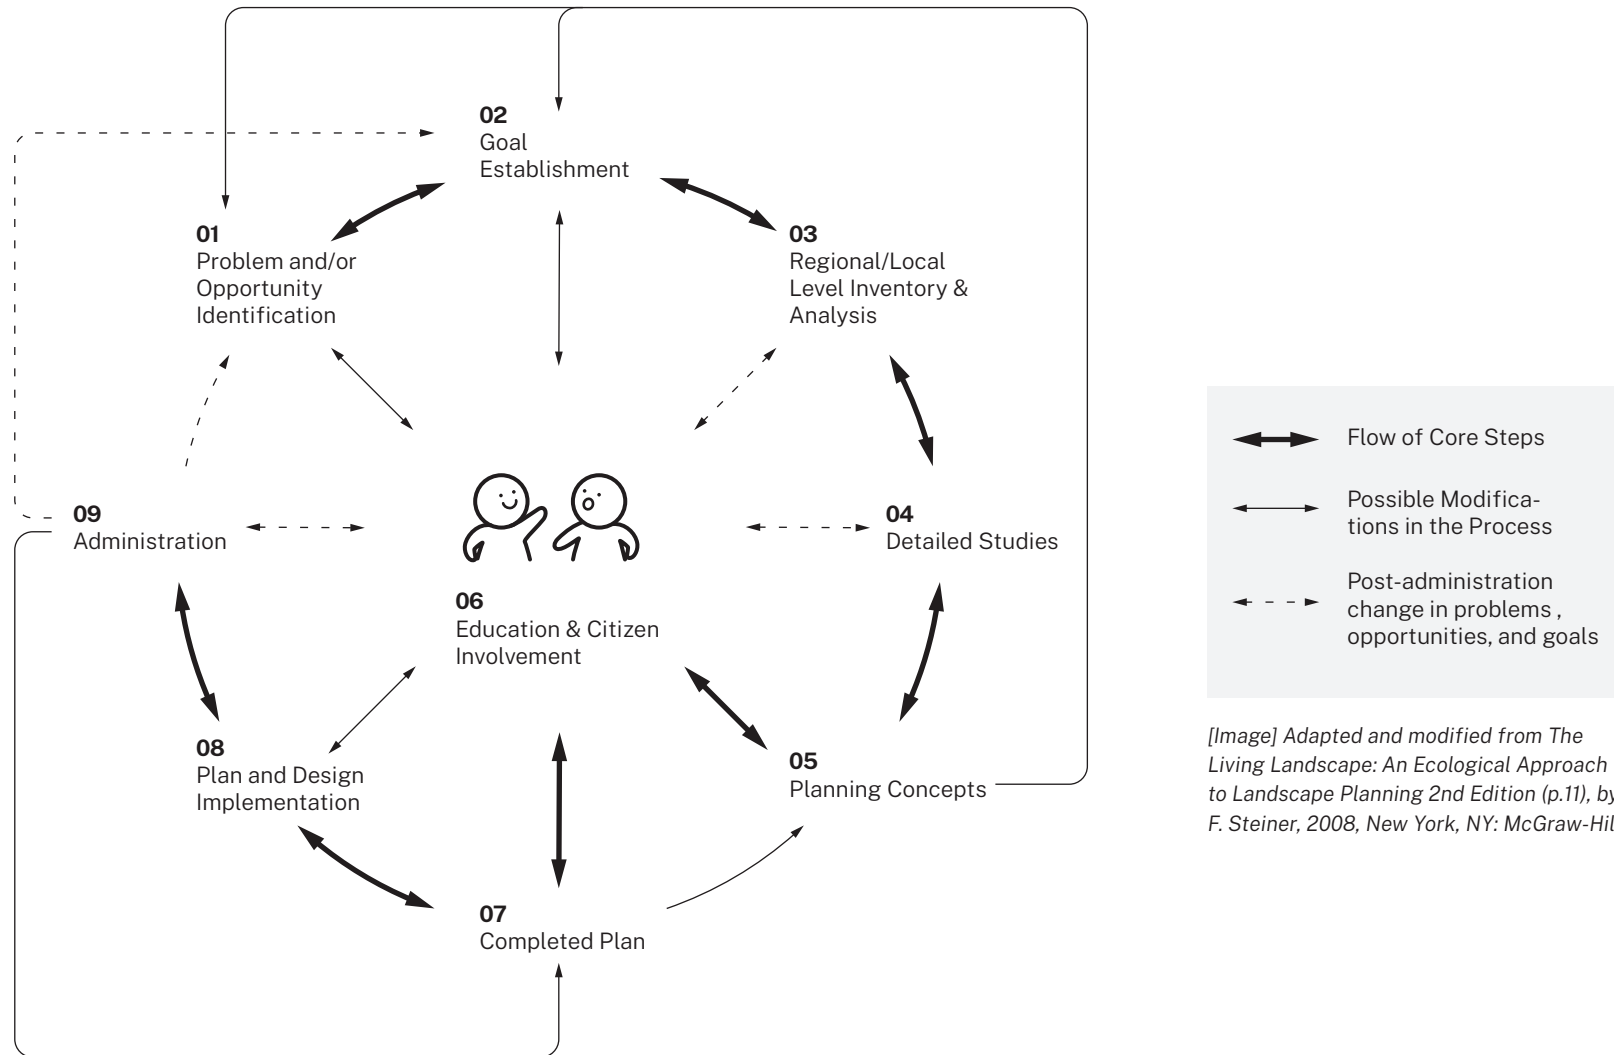 02
Goal
Establishment
01
Problem and/or
Opportunity
Identification
03
Regional/Local
Level Inventory &
Analysis
09
Administration
04
Detailed Studies
06
Education & Citizen
Involvement
08
Plan and Design
Implementation
05
Planning Concepts
07
Completed Plan
Flow of Core Steps
Possible Modifica-
tions in the Process
Post-administration
change in problems ,
opportunities, and goals
[Image] Adapted and modified from The
Living Landscape: An Ecological Approach
to Landscape Planning 2nd Edition (p.11), by
F. Steiner, 2008, New York, NY: McGraw-Hil